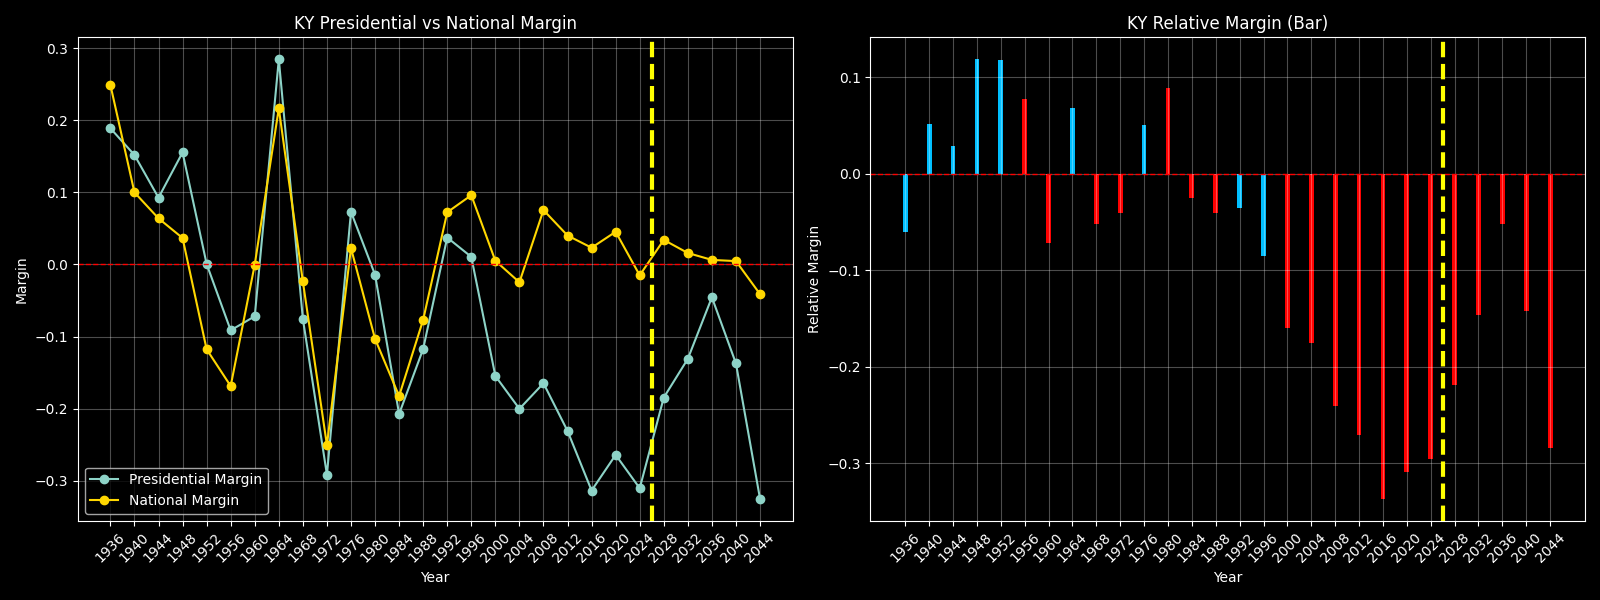 KY Presidential vs National Margin
0.3
0.2
0.1
0.0
−0.1
−0.2
−0.3
Margin
Presidential Margin
National Margin
1936 1940 1944 1948 1952 1956 1960 1964 1968 1972 1976 1980 1984 1988 1992 1996 2000 2004 2008 2012 2016 2020 2024 2028 2032 2036 2040 2044
Year
KY Relative Margin (Bar)
0.1
0.0
−0.1
−0.2
−0.3
Relative Margin
1936 1940 1944 1948 1952 1956 1960 1964 1968 1972 1976 1980 1984 1988 1992 1996 2000 2004 2008 2012 2016 2020 2024 2028 2032 2036 2040 2044
Year